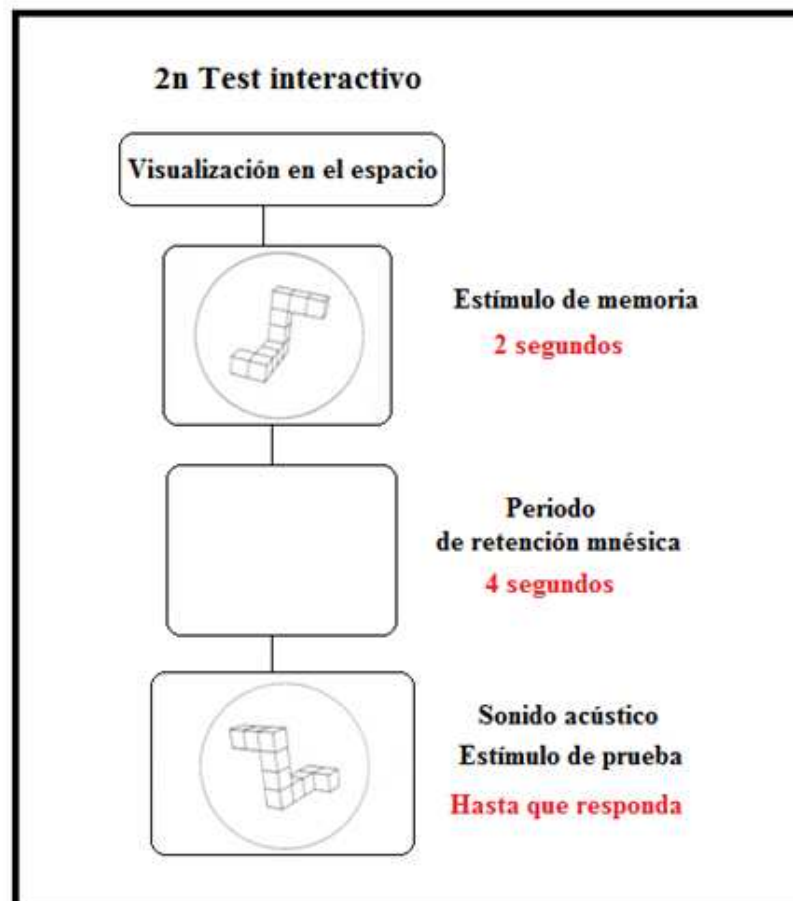 2n Test interactivo
Visualización en el espacio
Estímulo de memoria
2 segundos
Periodo
de retención mnésica
4 segundos
Sonido acústico
Estímulo de prueba
Hasta que responda